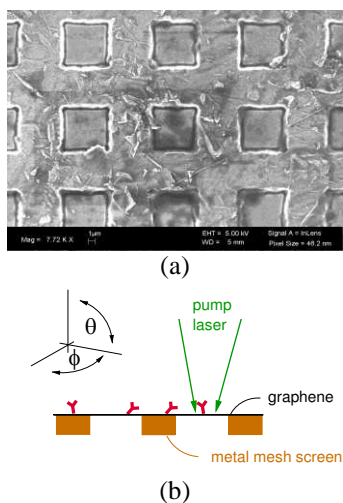 Mag = 7.72 K X
1µm
EHT = 5.00 kV
WD = 5 mm
Signal A = InLens
Pixel Size = 46.2 nm
(a)
θ
ϕ
pump
laser
graphene
metal mesh screen
(b)